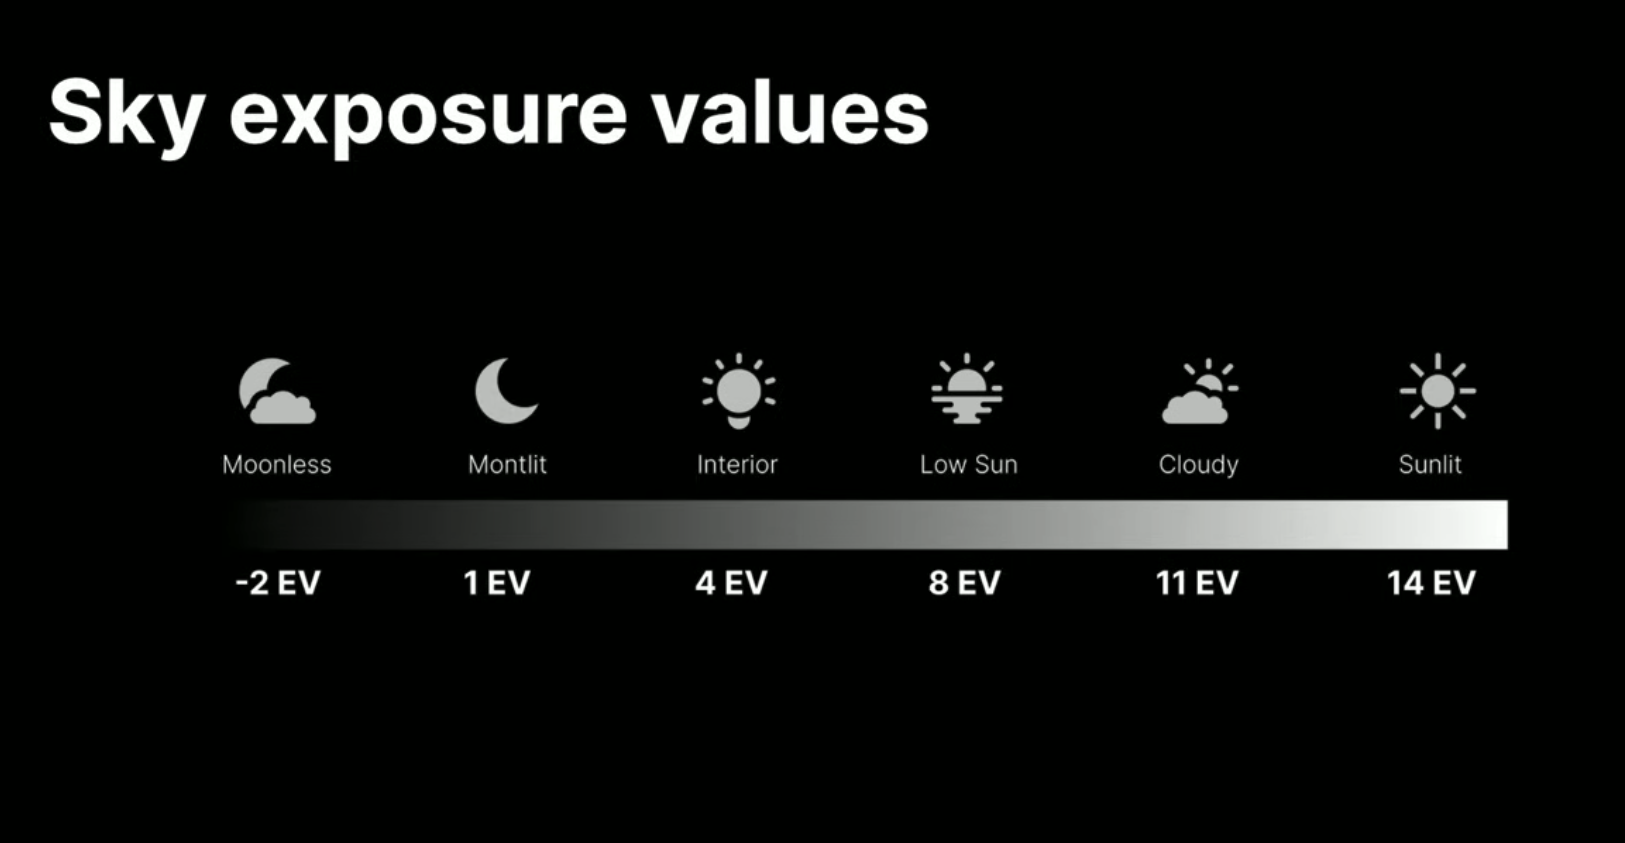 Sky exposure values
Moonless Montlit Interior Low Sun Cloudy Sunlit
-2 EV 1 EV 4 EV 8 EV 11 EV 14 EV